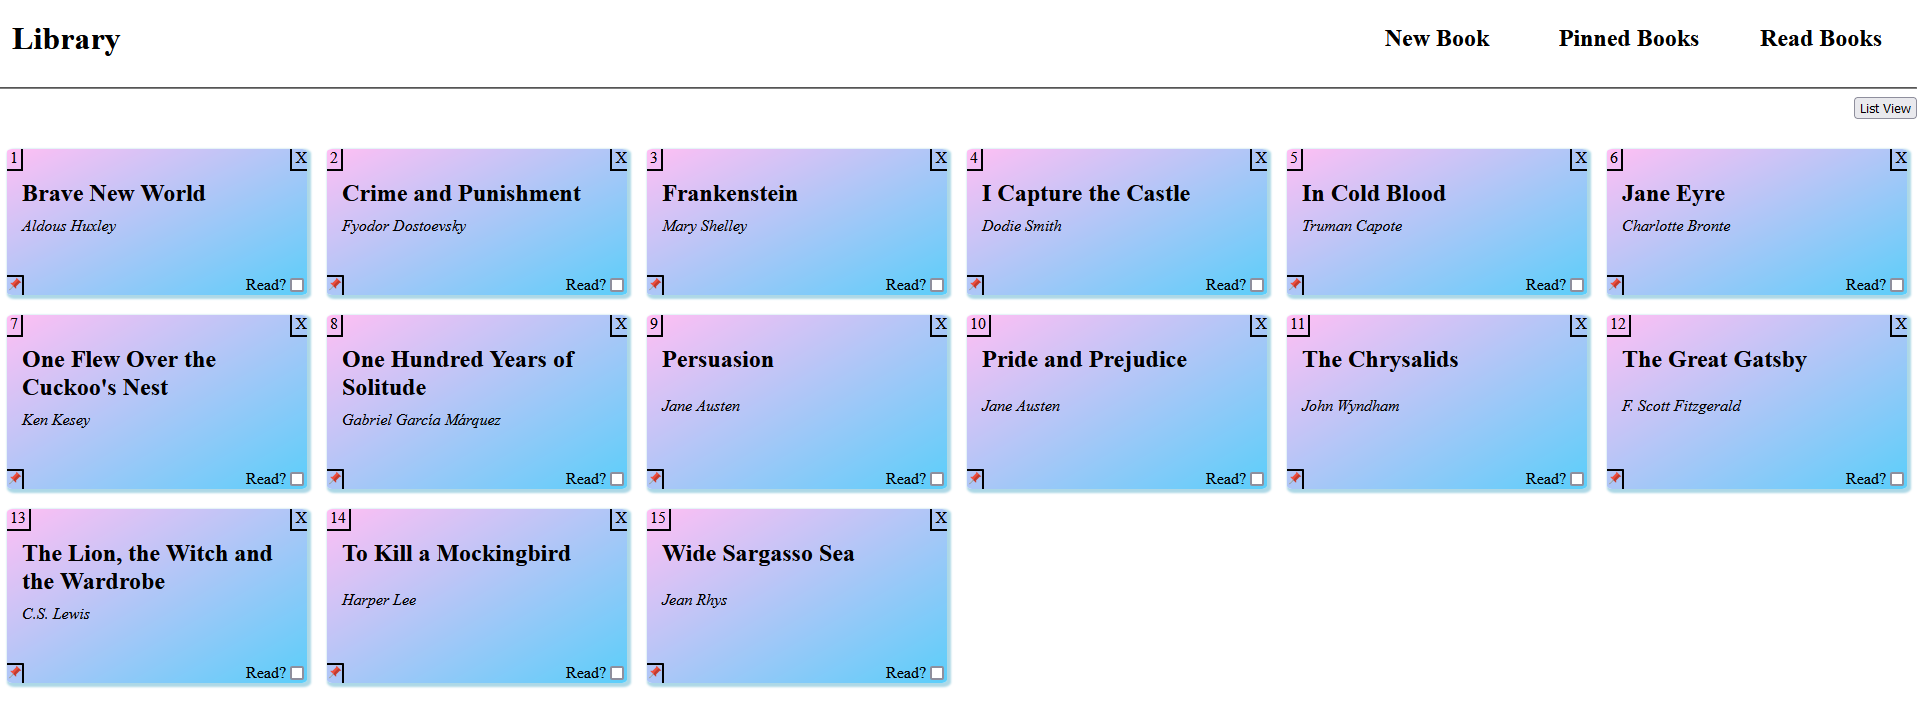 Library
New Book
Pinned Books
Read Books
List View
1
X
Brave New World
Aldous Huxley
Read?
2
X
Crime and Punishment
Fyodor Dostoevsky
Read?
3
X
Frankenstein
Mary Shelley
Read?
4
X
I Capture the Castle
Dodie Smith
Read?
5
X
In Cold Blood
Truman Capote
Read?
6
X
Jane Eyre
Charlotte Bronte
Read?
7
X
One Flew Over the
Cuckoo's Nest
Ken Kesey
Read?
8
X
One Hundred Years of
Solitude
Gabriel García Márquez
Read?
9
X
Persuasion
Jane Austen
Read?
10
X
Pride and Prejudice
Jane Austen
Read?
11
X
The Chrysalids
John Wyndham
Read?
12
X
The Great Gatsby
F. Scott Fitzgerald
Read?
13
X
The Lion, the Witch and
the Wardrobe
C.S. Lewis
Read?
14
X
To Kill a Mockingbird
Harper Lee
Read?
15
X
Wide Sargasso Sea
Jean Rhys
Read?